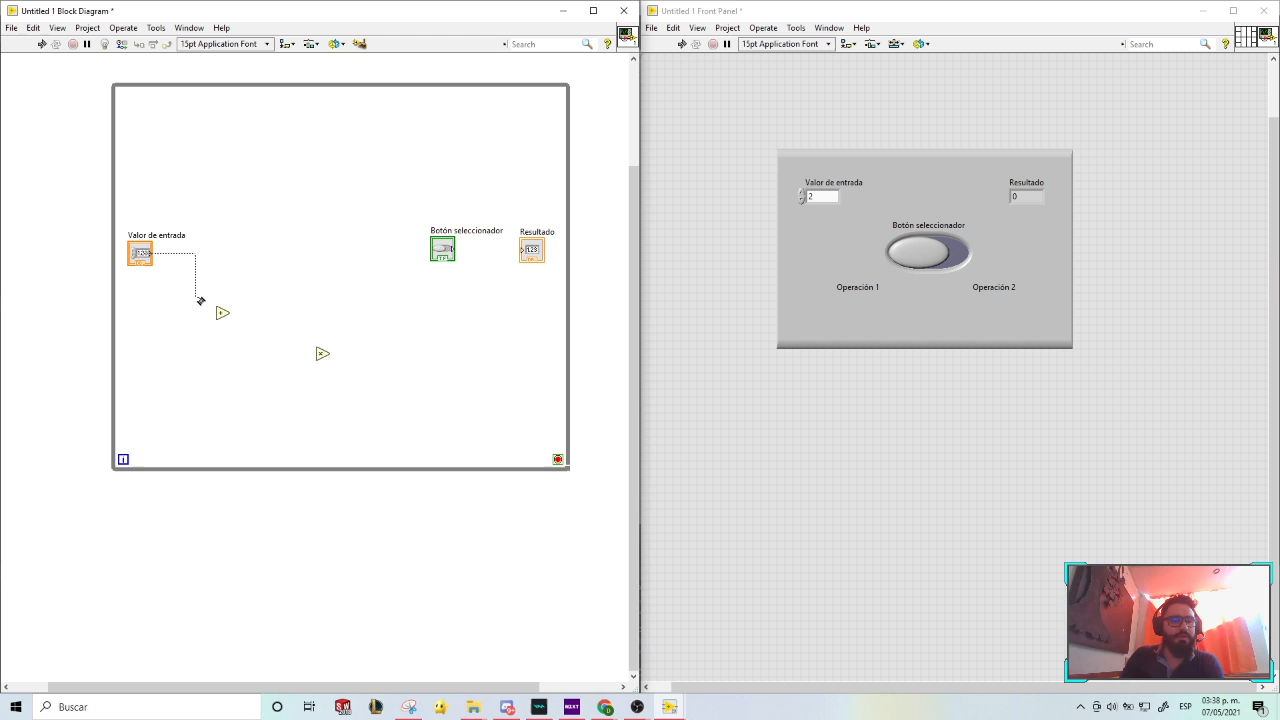 Untitled 1 Block Diagram *
File Edit View Project Operate Tools Window Help
15pt Application Font
Search
Valor de entrada
Botón seleccionador
Resultado
Untitled 1 Front Panel *
File Edit View Project Operate Tools Window Help
15pt Application Font
Search
Valor de entrada
2
Resultado
0
Botón seleccionador
Operación 1
Operación 2
Buscar
ESP
03:38 p. m.
07/05/2021